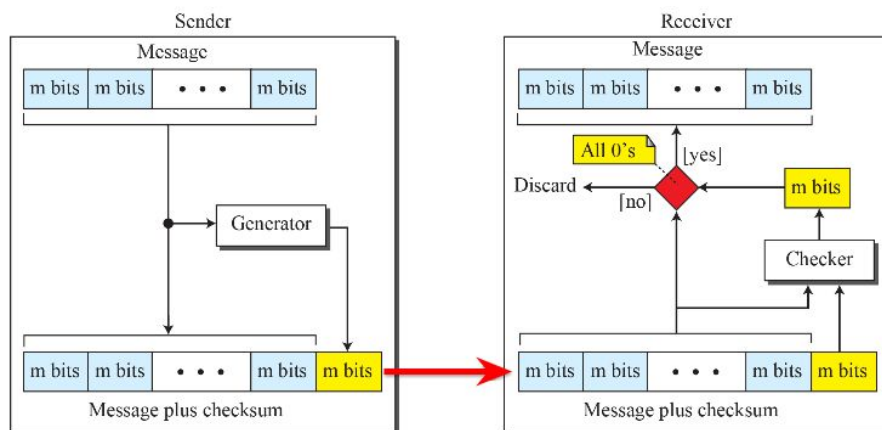 Sender
Message
m bits m bits • • • m bits
Generator
m bits m bits • • • m bits m bits
Message plus checksum
Receiver
Message
m bits m bits • • • m bits
All 0's
[yes]
Discard
[no]
m bits
Checker
m bits m bits • • • m bits m bits
Message plus checksum